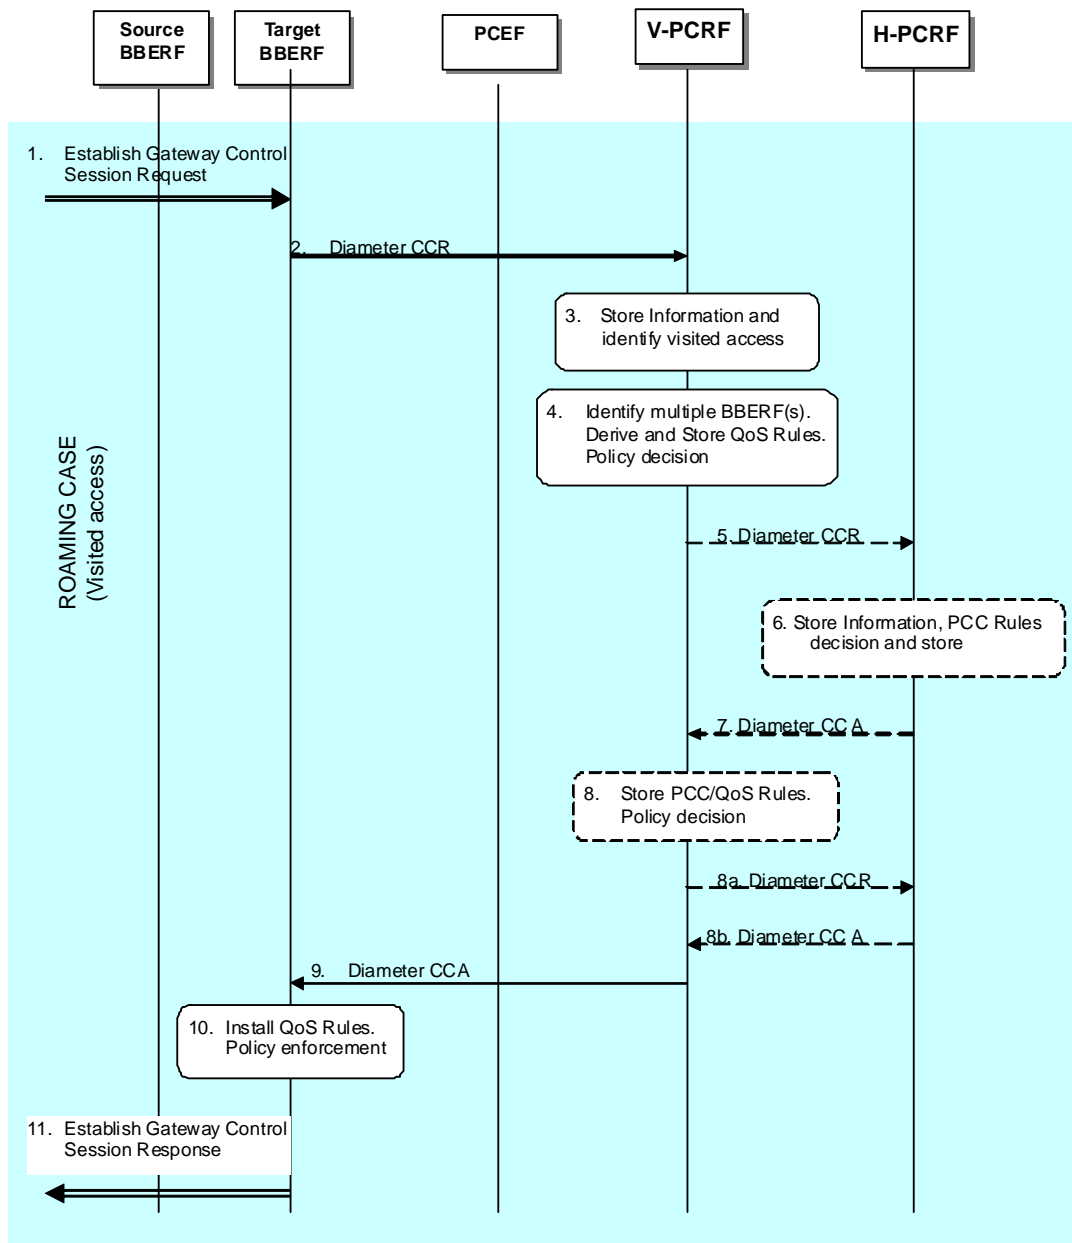 Source
BBERF
Target
BBERF
PCEF
V-PCRF
H-PCRF
1. Establish Gateway Control
Session Request
2. Diameter CCR
3. Store Information and
identify visited access
4. Identify multiple BBERF(s).
Derive and Store QoS Rules.
Policy decision
ROAMING CASE
(Visited access)
5. Diameter CCR
6. Store Information, PCC Rules
decision and store
7. Diameter CCA
8. Store PCC/QoS Rules.
Policy decision
8a. Diameter CCR
8b. Diameter CCA
9. Diameter CCA
10. Install QoS Rules.
Policy enforcement
11. Establish Gateway Control
Session Response